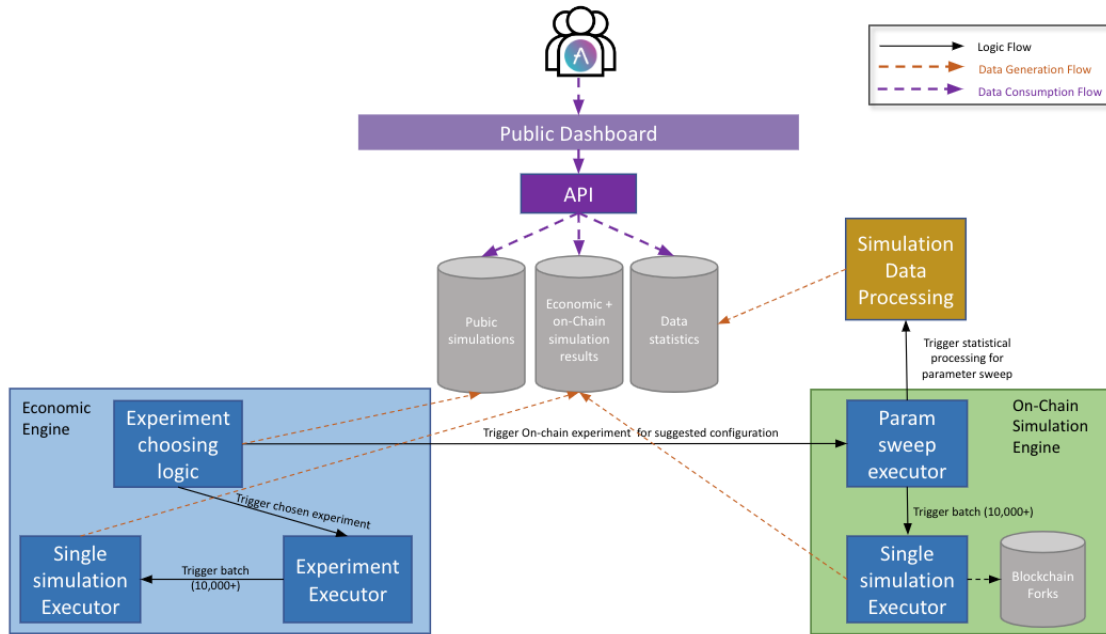 Logic Flow
Data Generation Flow
Data Consumption Flow
Public Dashboard
API
Pubic
simulations
Economic +
on-Chain
simulation
results
Data
statistics
Simulation
Data
Processing
Trigger statistical
processing for
parameter sweep
Economic
Engine
Experiment
choosing
logic
Trigger On-chain experiment for suggested configuration
Param
sweep
executor
On-Chain
Simulation
Engine
Trigger chosen experiment
Trigger batch (10,000+)
Single
simulation
Executor
Trigger batch
(10,000+)
Experiment
Executor
Single
simulation
Executor
Blockchain
Forks